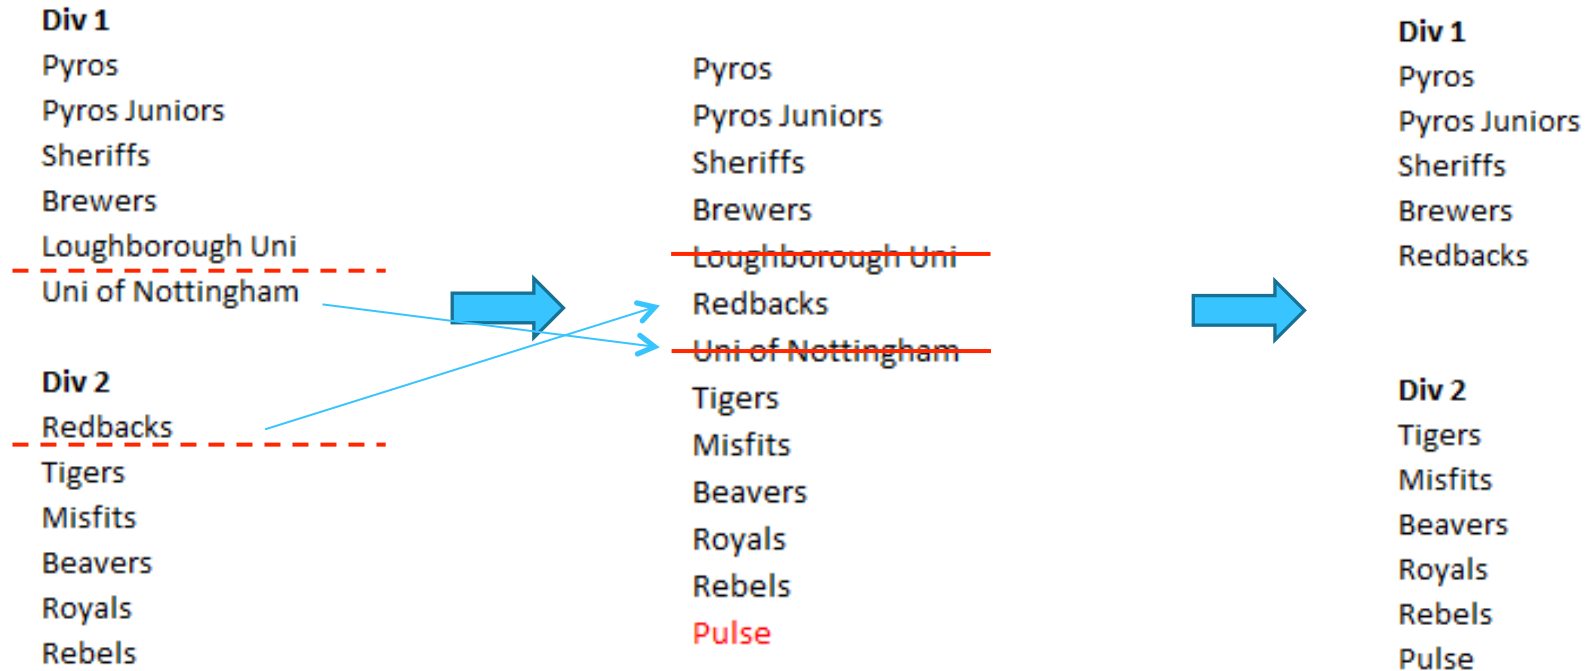 Div 1
Pyros
Pyros Juniors
Sheriffs
Brewers
Loughborough Uni
Uni of Nottingham
Div 2
Redbacks
Tigers
Misfits
Beavers
Royals
Rebels
Pyros
Pyros Juniors
Sheriffs
Brewers
Loughborough Uni
Redbacks
Uni of Nottingham
Tigers
Misfits
Beavers
Royals
Rebels
Pulse
Div 1
Pyros
Pyros Juniors
Sheriffs
Brewers
Redbacks
Div 2
Tigers
Misfits
Beavers
Royals
Rebels
Pulse